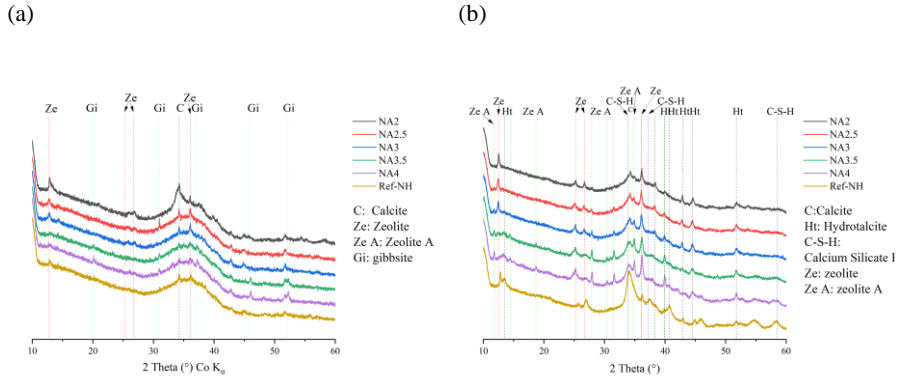 (a)
(b)
Ze Gi Ze Gi C Ze Gi Gi Gi
NA2
NA2.5
NA3
NA3.5
NA4
Ref-NH
C: Calcite
Ze: Zeolite
Ze A: Zeolite A
Gi: gibbsite
10 20 30 40 50 60
2 Theta (°) Co Kα
Ze A Ze Ht Ze A Ze Ze A C-S-H Ze A C Ze C-S-H Ht Ht Ht Ht Ht C-S-H
NA2
NA2.5
NA3
NA3.5
NA4
Ref-NH
C:Calcite
Ht: Hydrotalcite
C-S-H:
Calcium Silicate
Ze: zeolite
Ze A: zeolite A
10 20 30 40 50 60
2 Theta (°)